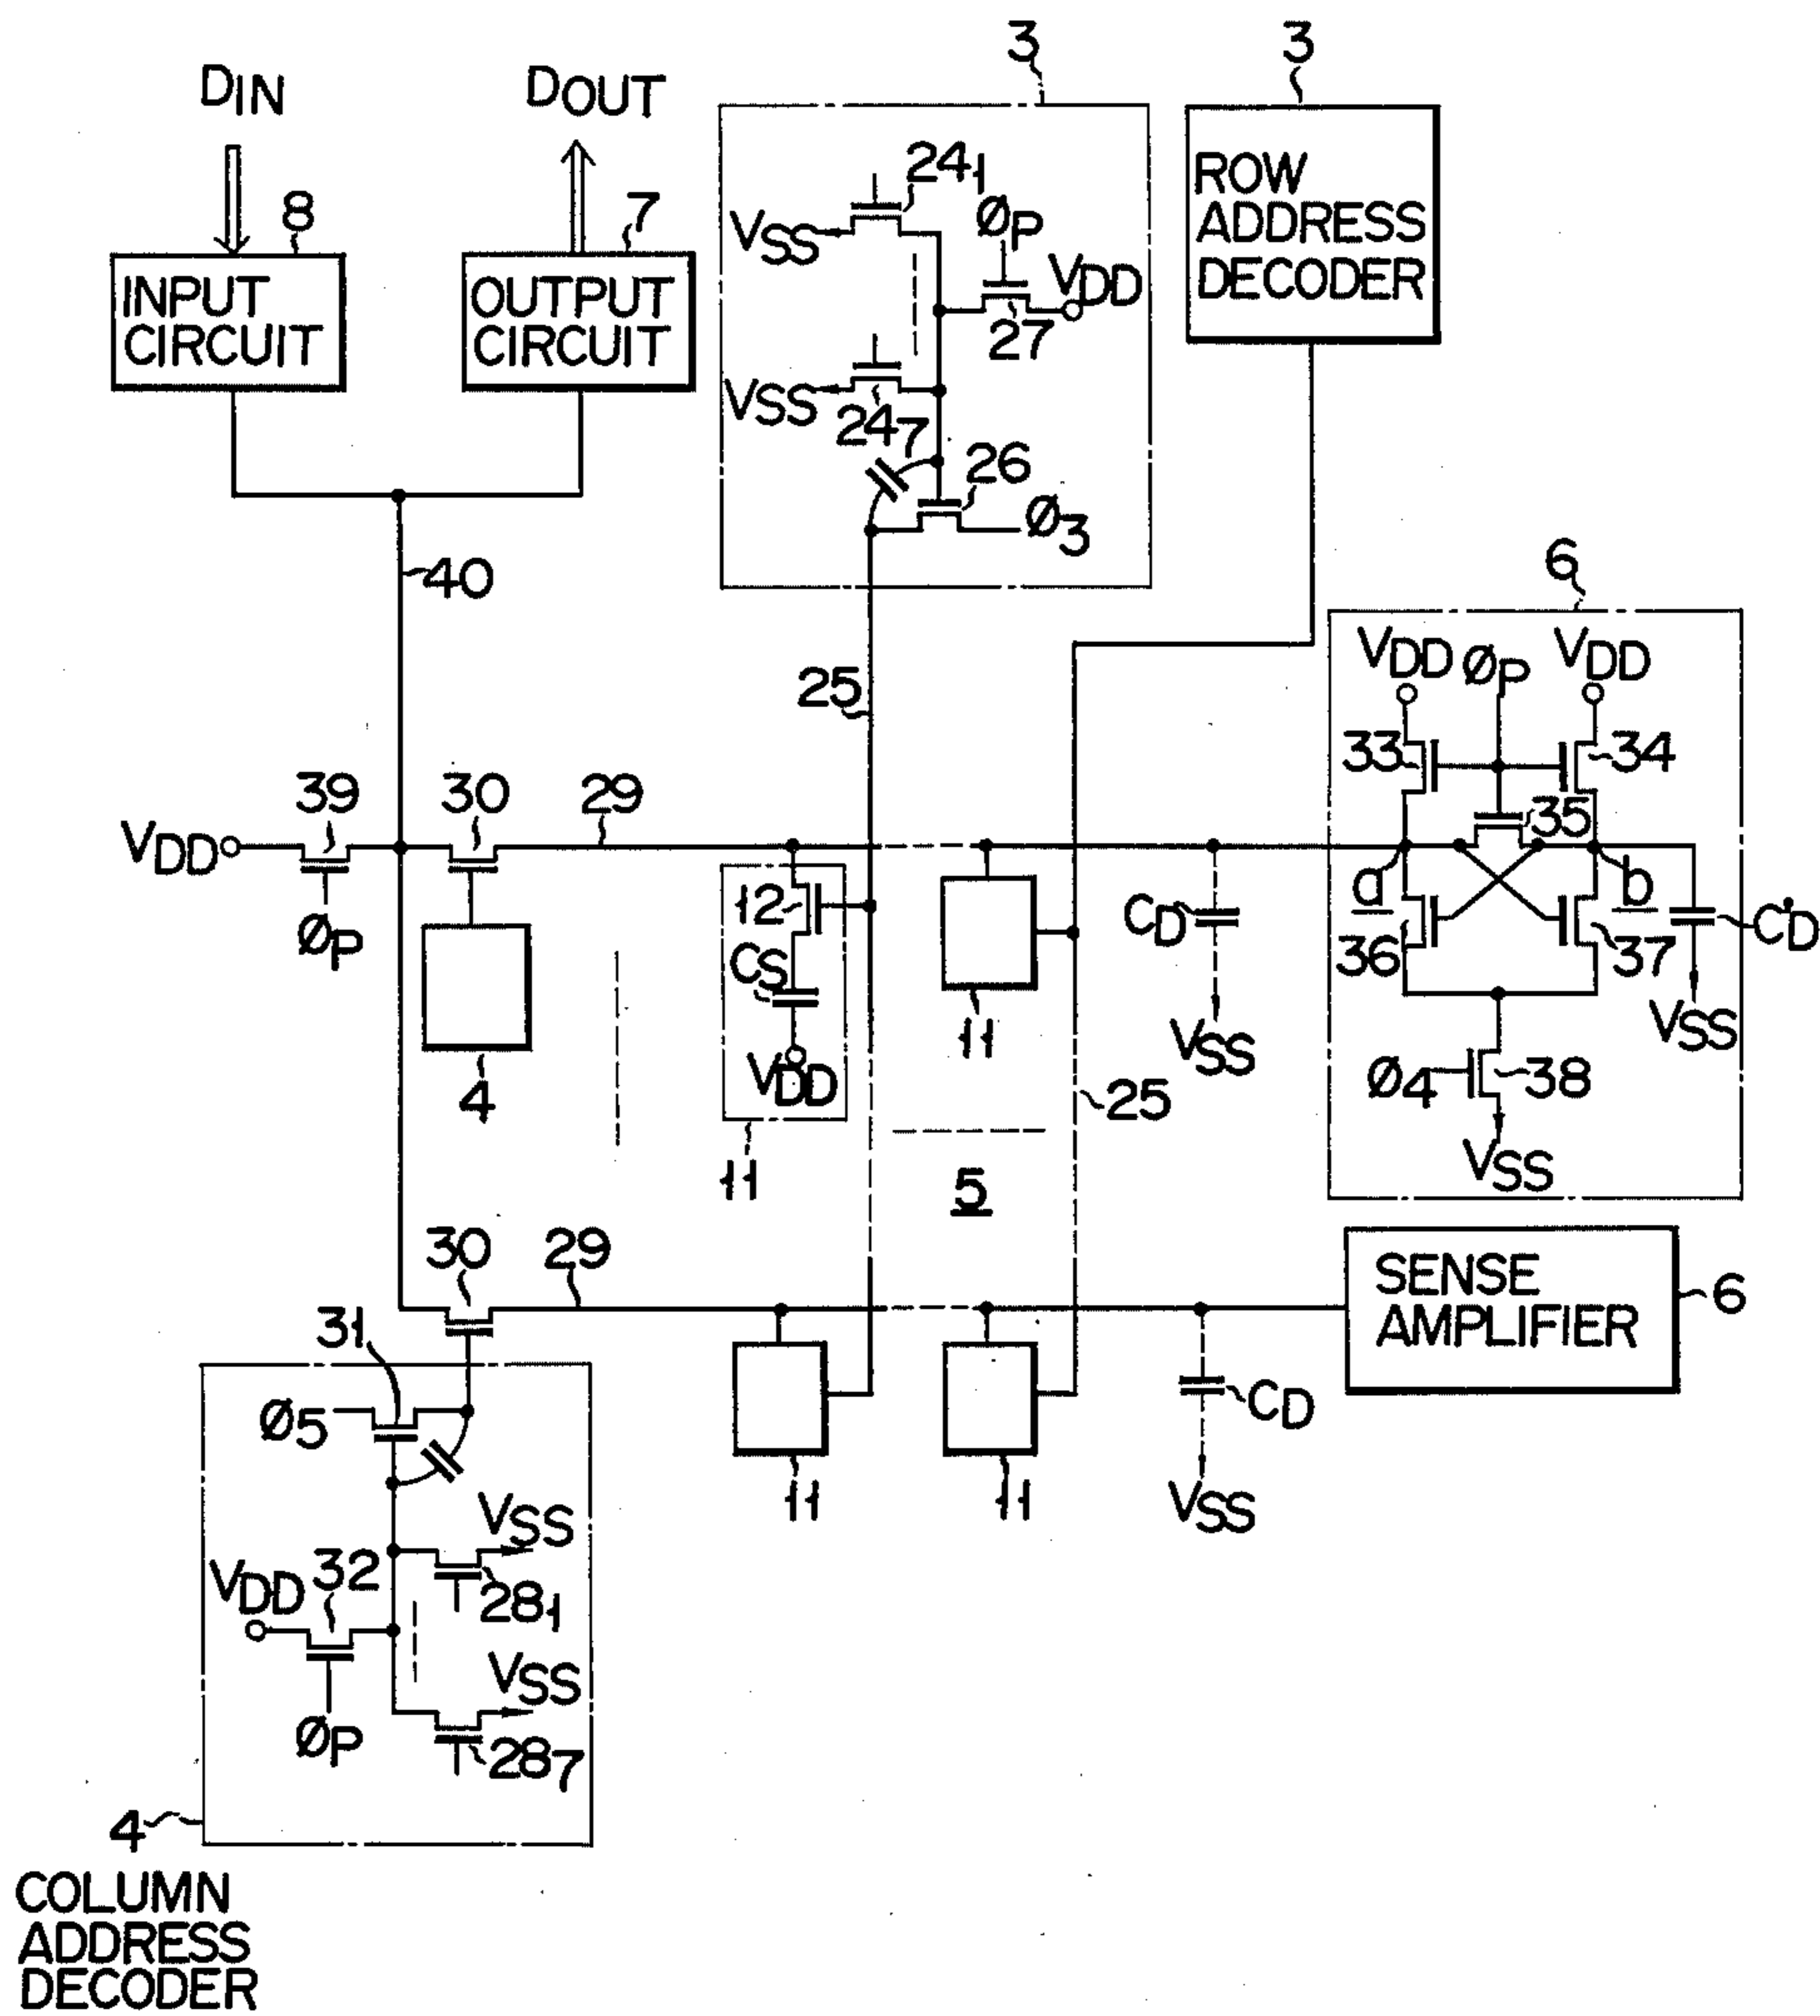 3
3
DIN
DOUT
ROW
ADDRESS
DECODER
8
7
24₁
VSS
ØP
VDD
INPUT
CIRCUIT
OUTPUT
CIRCUIT
27
VSS
24₇
26
Ø3
40
6
VDD
ØP
VDD
25
33
34
39
30
29
35
VDD
a
b
12
CD
C'D
ØP
CS
36
37
11
VSS
VSS
4
VDD
Ø4
38
25
11
5
VSS
30
29
SENSE
AMPLIFIER
6
31
Ø5
CD
11
11
VSS
VSS
VDD
32
28₁
VSS
ØP
28₇
4
COLUMN
ADDRESS
DECODER